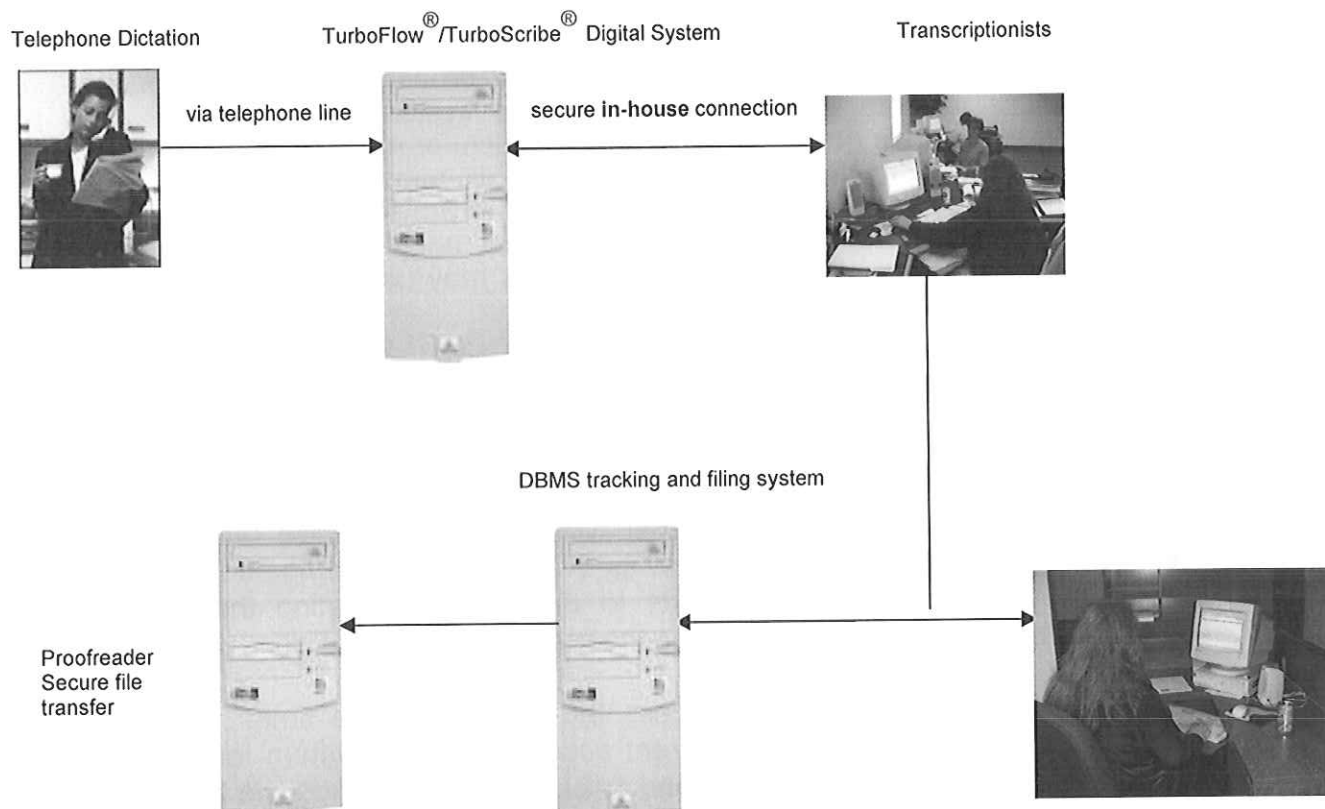 Telephone Dictation
TurboFlow®/TurboScribe® Digital System
Transcriptionists
via telephone line
secure in-house connection
DBMS tracking and filing system
Proofreader
Secure file
transfer